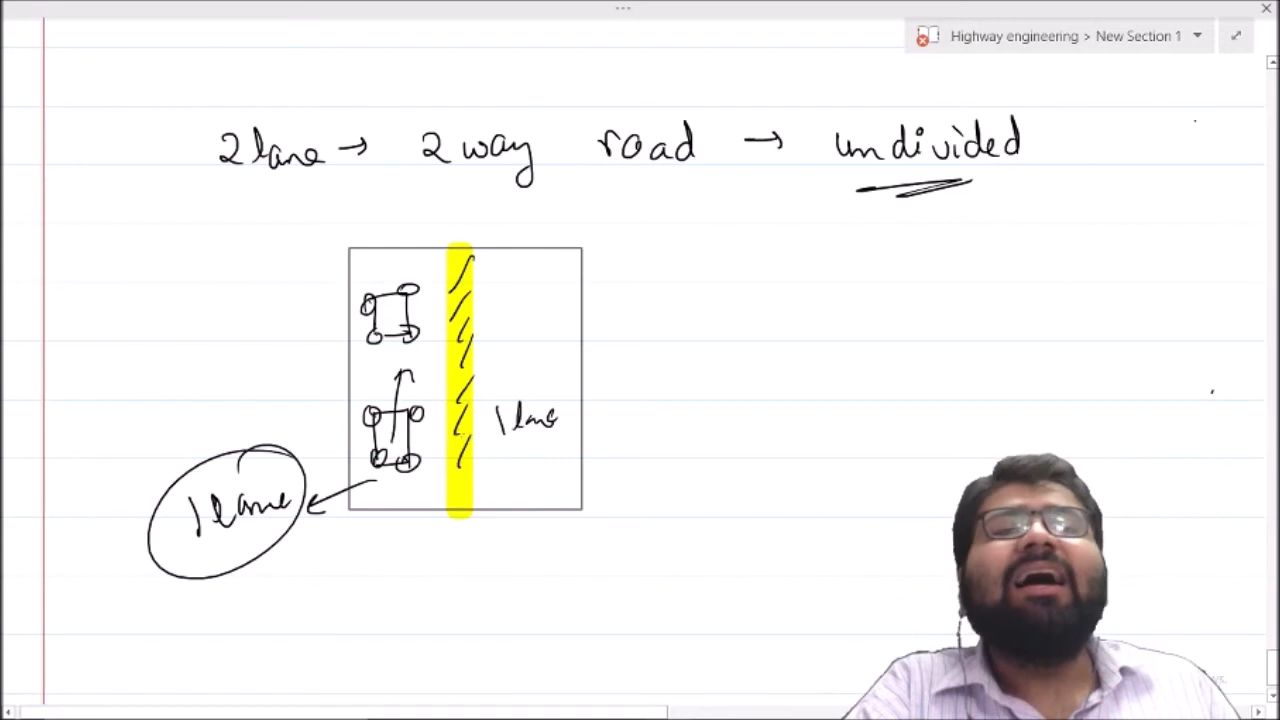 Highway engineering > New Section 1
2 lane → 2 way road → undivided
1 lane
1 lane